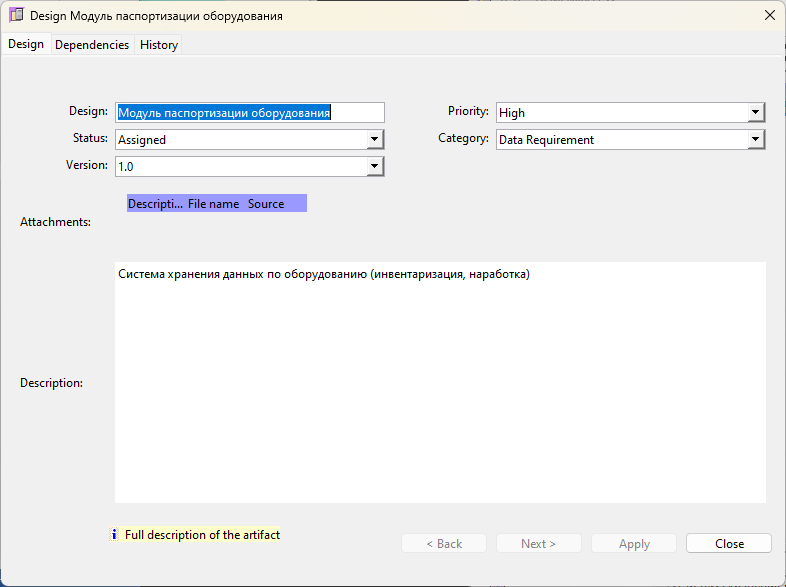 Design Модуль паспортизации оборудования
Design Dependencies History
Design: Модуль паспортизации оборудования Priority: High
Status: Assigned Category: Data Requirement
Version: 1.0
Descripti... File name Source
Attachments:
Система хранения данных по оборудованию (инвентаризация, наработка)
Description:
i Full description of the artifact
< Back Next > Apply Close